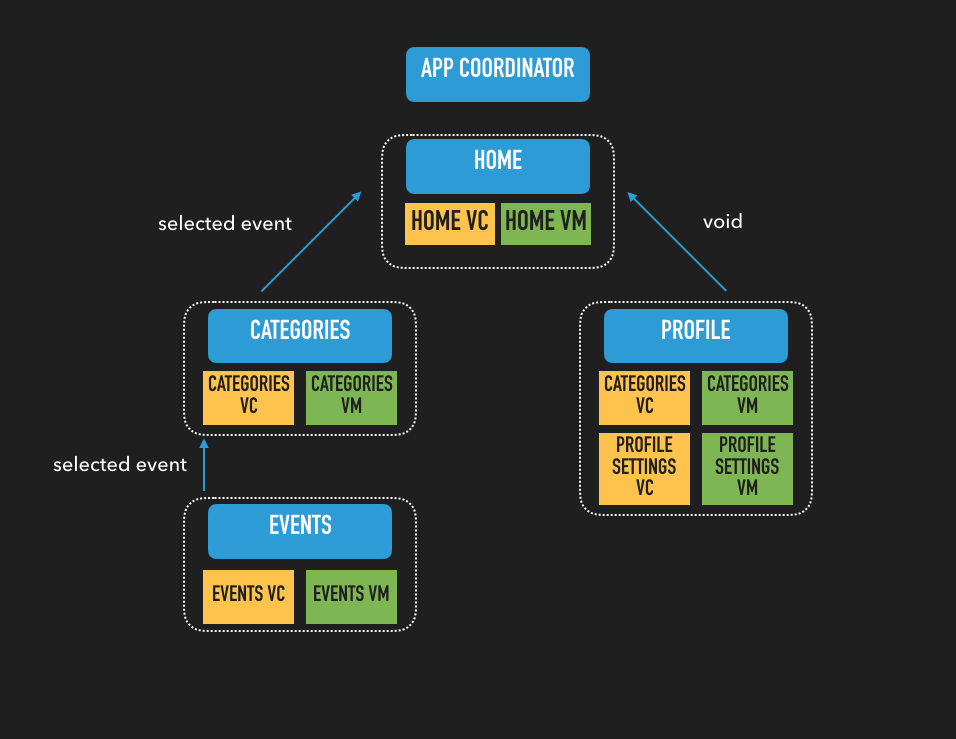 APP COORDINATOR
HOME
HOME VC HOME VM
selected event
void
CATEGORIES
CATEGORIES
VC
CATEGORIES
VM
PROFILE
CATEGORIES
VC
CATEGORIES
VM
PROFILE
SETTINGS
VC
PROFILE
SETTINGS
VM
selected event
EVENTS
EVENTS VC
EVENTS VM